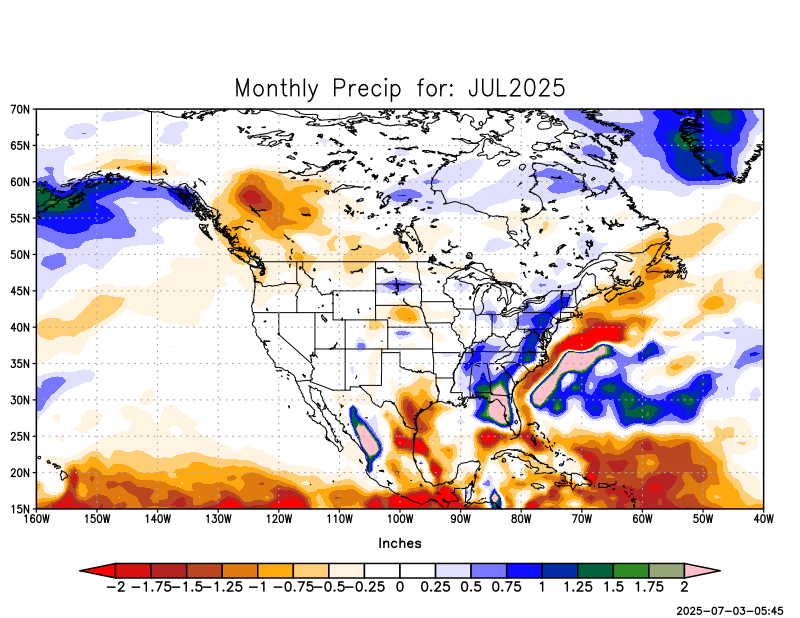 Monthly Precip for: JUL2025
70N
65N
60N
55N
50N
45N
40N
35N
30N
25N
20N
15N
160W 150W 140W 130W 120W 110W 100W 90W 80W 70W 60W 50W 40W
Inches
-2 -1.75 -1.5 -1.25 -1 -0.75 -0.5 -0.25 0 0.25 0.5 0.75 1 1.25 1.5 1.75 2
2025-07-03-05:45